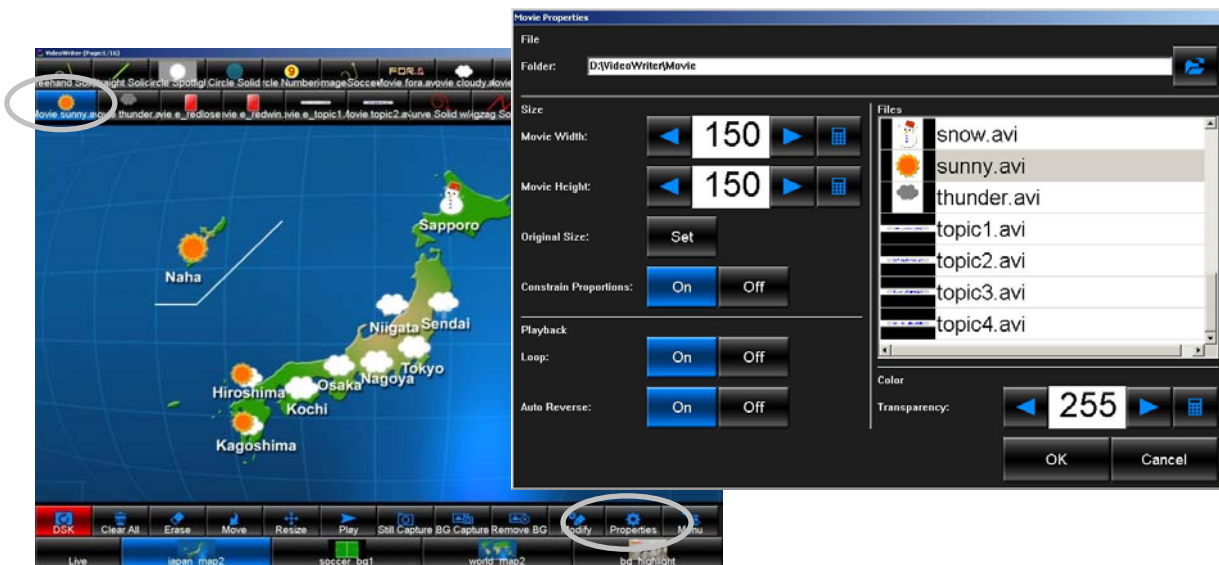 Movie Properties
File
Folder: D:\VideoWriter\Movie
Size
Movie Width: 150
Movie Height: 150
Original Size: Set
Constrain Proportions: On Off
Playback
Loop: On Off
Auto Reverse: On Off
Files
snow.avi
sunny.avi
thunder.avi
topic1.avi
topic2.avi
topic3.avi
topic4.avi
Color
Transparency: 255
OK Cancel
VideoWriter (Page:1/16)
Circle Solid
FOR.A
Sapporo
Naha
Niigata Sendai
Tokyo
Nagoya
Osaka
Hiroshima
Kochi
Kagoshima
DSK Clear All Erase Move Resize Play Still Capture BG Capture Remove BG Modify Properties Menu
Live japan_map2 soccer_bg1 world_map2 bg_highlight